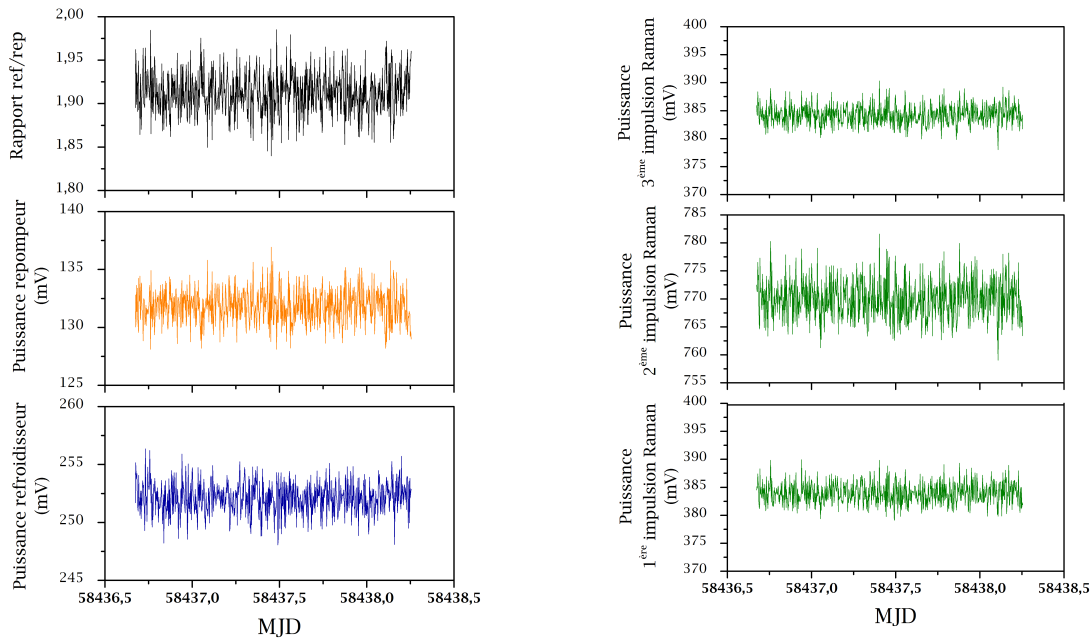 Rapport ref/rep
2,00
1,95
1,90
1,85
1,80
Puissance repompeur
(mV)
140
135
130
125
Puissance refroidisseur
(mV)
260
255
250
245
58436,5 58437,0 58437,5 58438,0 58438,5
MJD
Puissance
3ème impulsion Raman
(mV)
400
390
385
380
395
370
Puissance
2ème impulsion Raman
(mV)
785
780
775
770
765
760
755
Puissance
1ère impulsion Raman
(mV)
400
395
390
385
380
375
370
58436,5 58437,0 58437,5 58438,0 58438,5
MJD